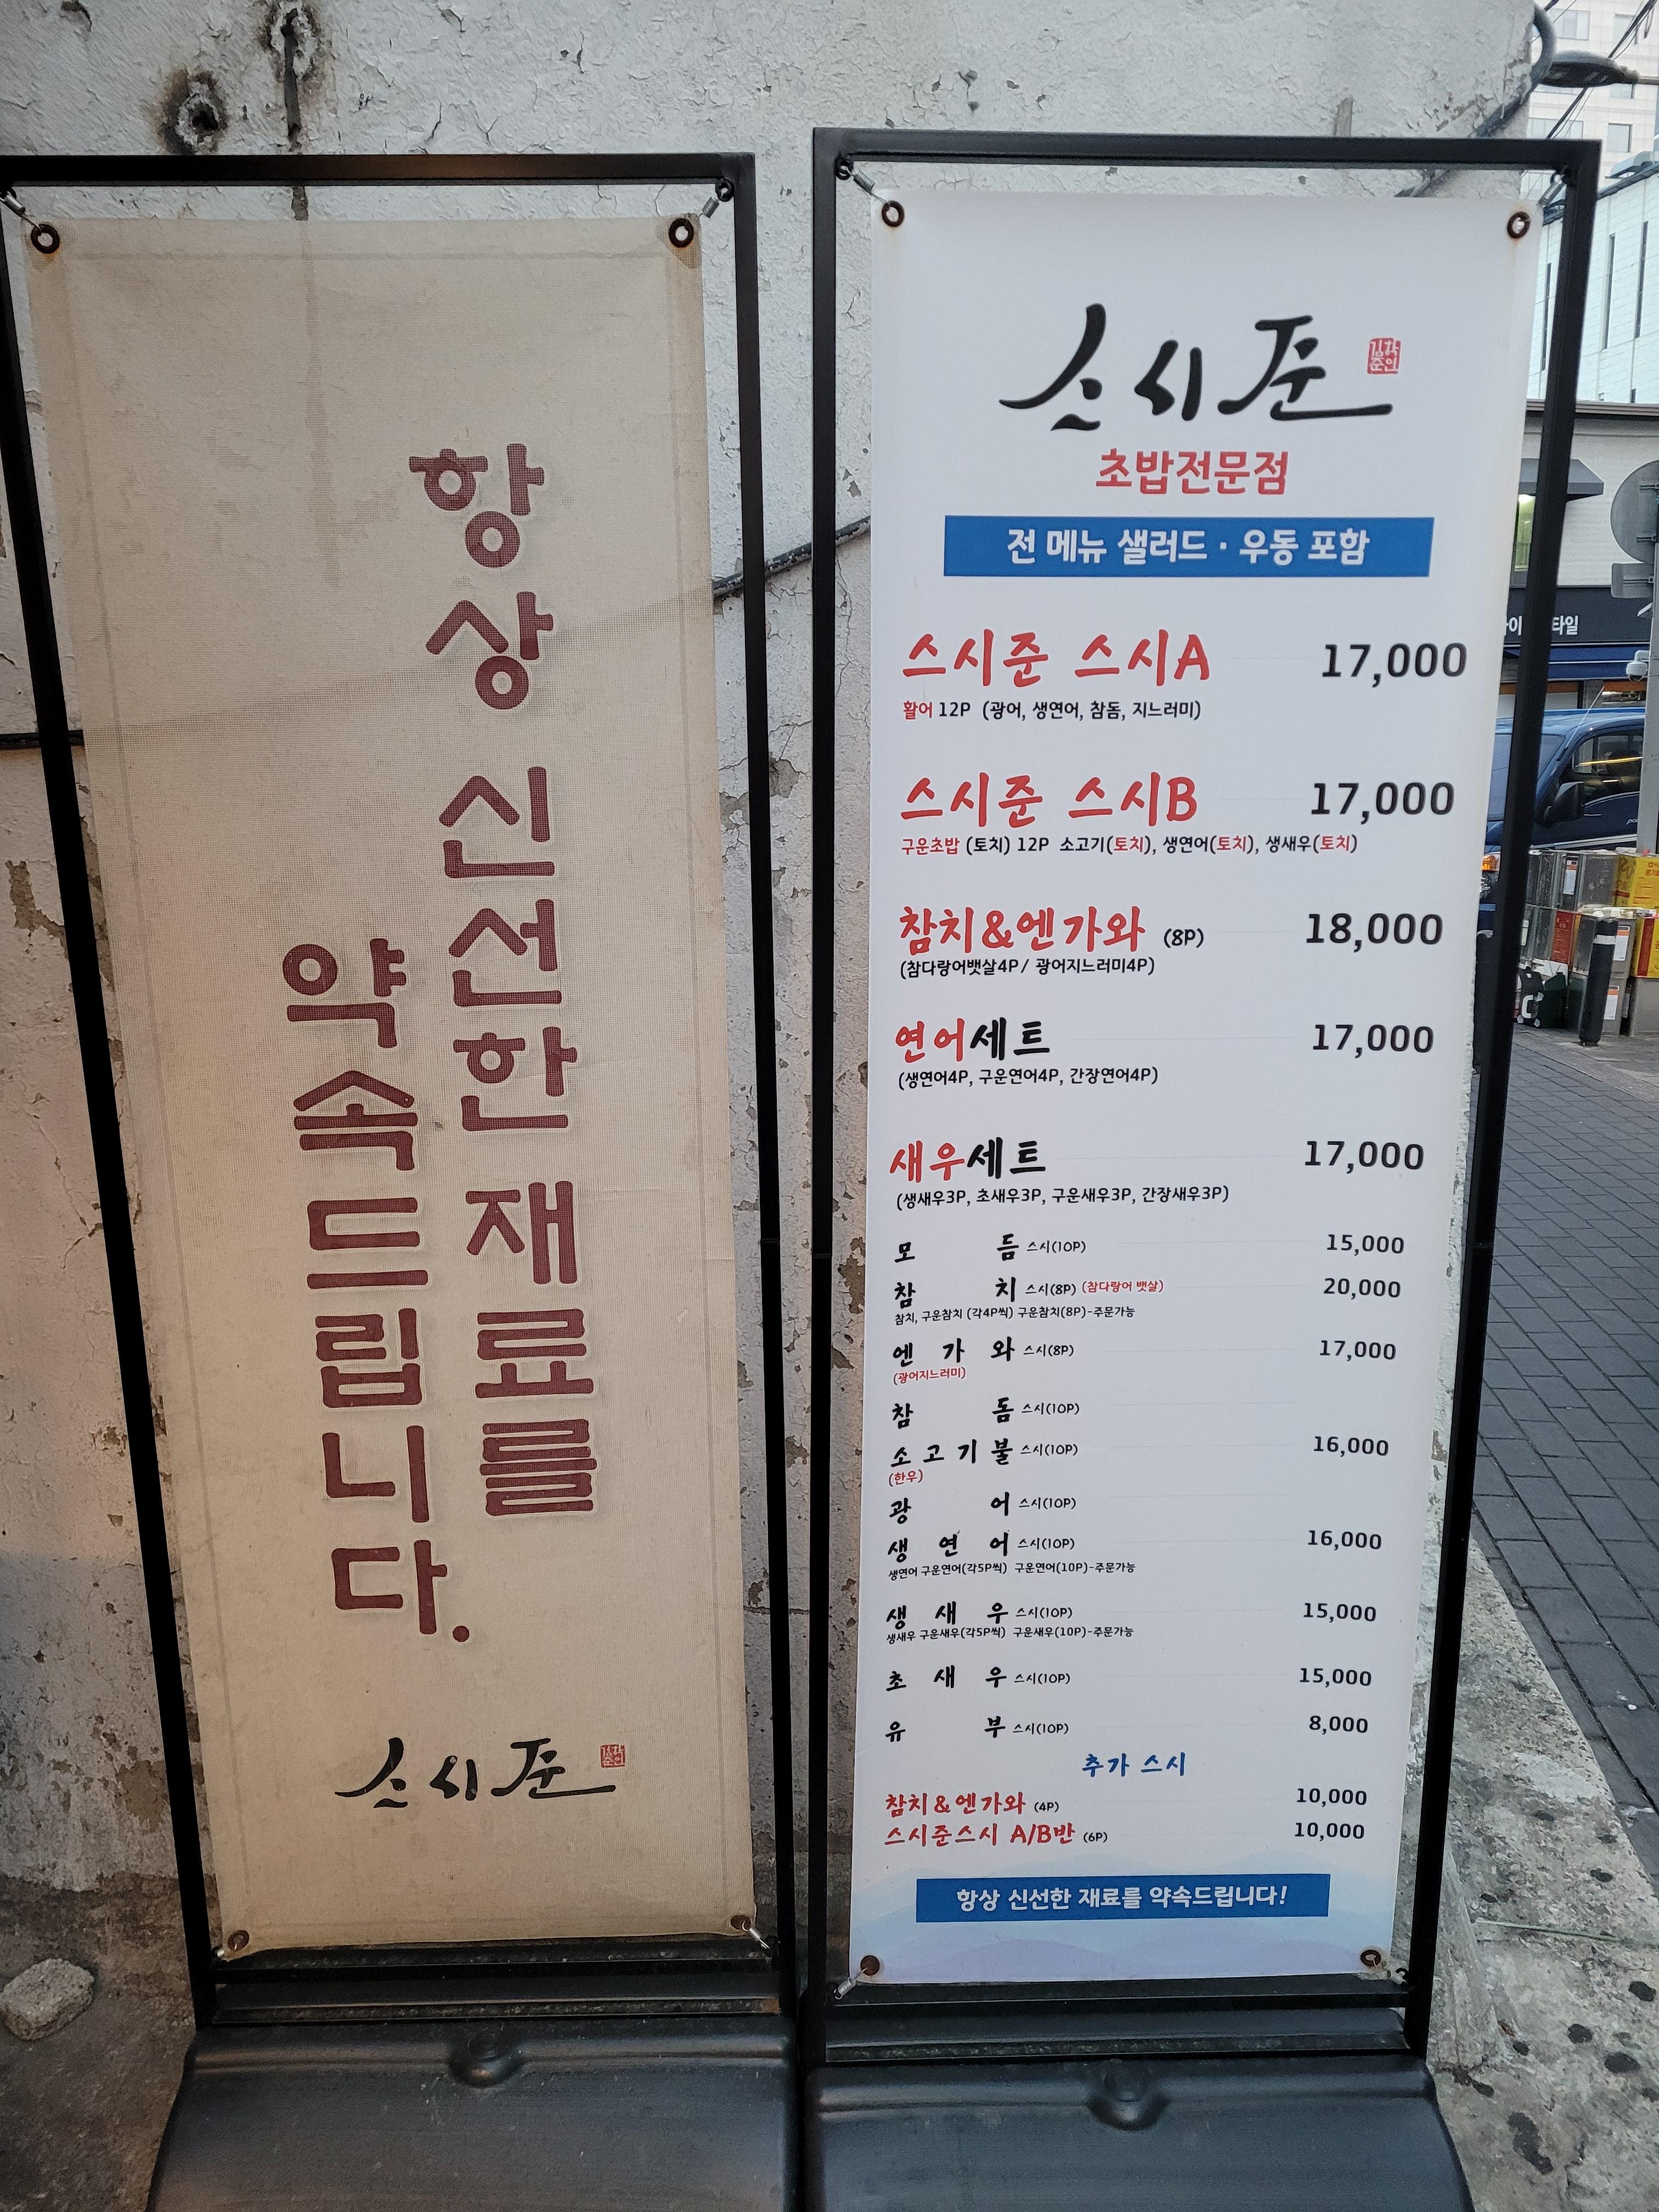 항상 신선한 재료를
약속드립니다.
스시준
김학
준인
스시준
김학
준인
초밥전문점
전 메뉴 샐러드 · 우동 포함
스시준 스시A 17,000
활어 12P (광어, 생연어, 참돔, 지느러미)
스시준 스시B 17,000
구운초밥 (토치) 12P 소고기(토치), 생연어(토치), 생새우(토치)
참치&엔가와 (8P) 18,000
(참다랑어뱃살4P/ 광어지느러미4P)
연어세트 17,000
(생연어4P, 구운연어4P, 간장연어4P)
새우세트 17,000
(생새우3P, 초새우3P, 구운새우3P, 간장새우3P)
모듬 스시(10P) 15,000
참치 스시(8P) (참다랑어 뱃살) 20,000
참치, 구운참치 (각4P씩) 구운참치(8P)-주문가능
엔가와 스시(8P) 17,000
(광어지느러미)
참돔 스시(10P)
소고기불 스시(10P) 16,000
(한우)
광어 스시(10P)
생연어 스시(10P) 16,000
생연어 구운연어(각5P씩) 구운연어(10P)-주문가능
생새우 스시(10P) 15,000
생새우 구운새우(각5P씩) 구운새우(10P)-주문가능
초새우 스시(10P) 15,000
유부 스시(10P) 8,000
추가 스시
참치&엔가와 (4P) 10,000
스시준스시 A/B반 (6P) 10,000
항상 신선한 재료를 약속드립니다!
타일